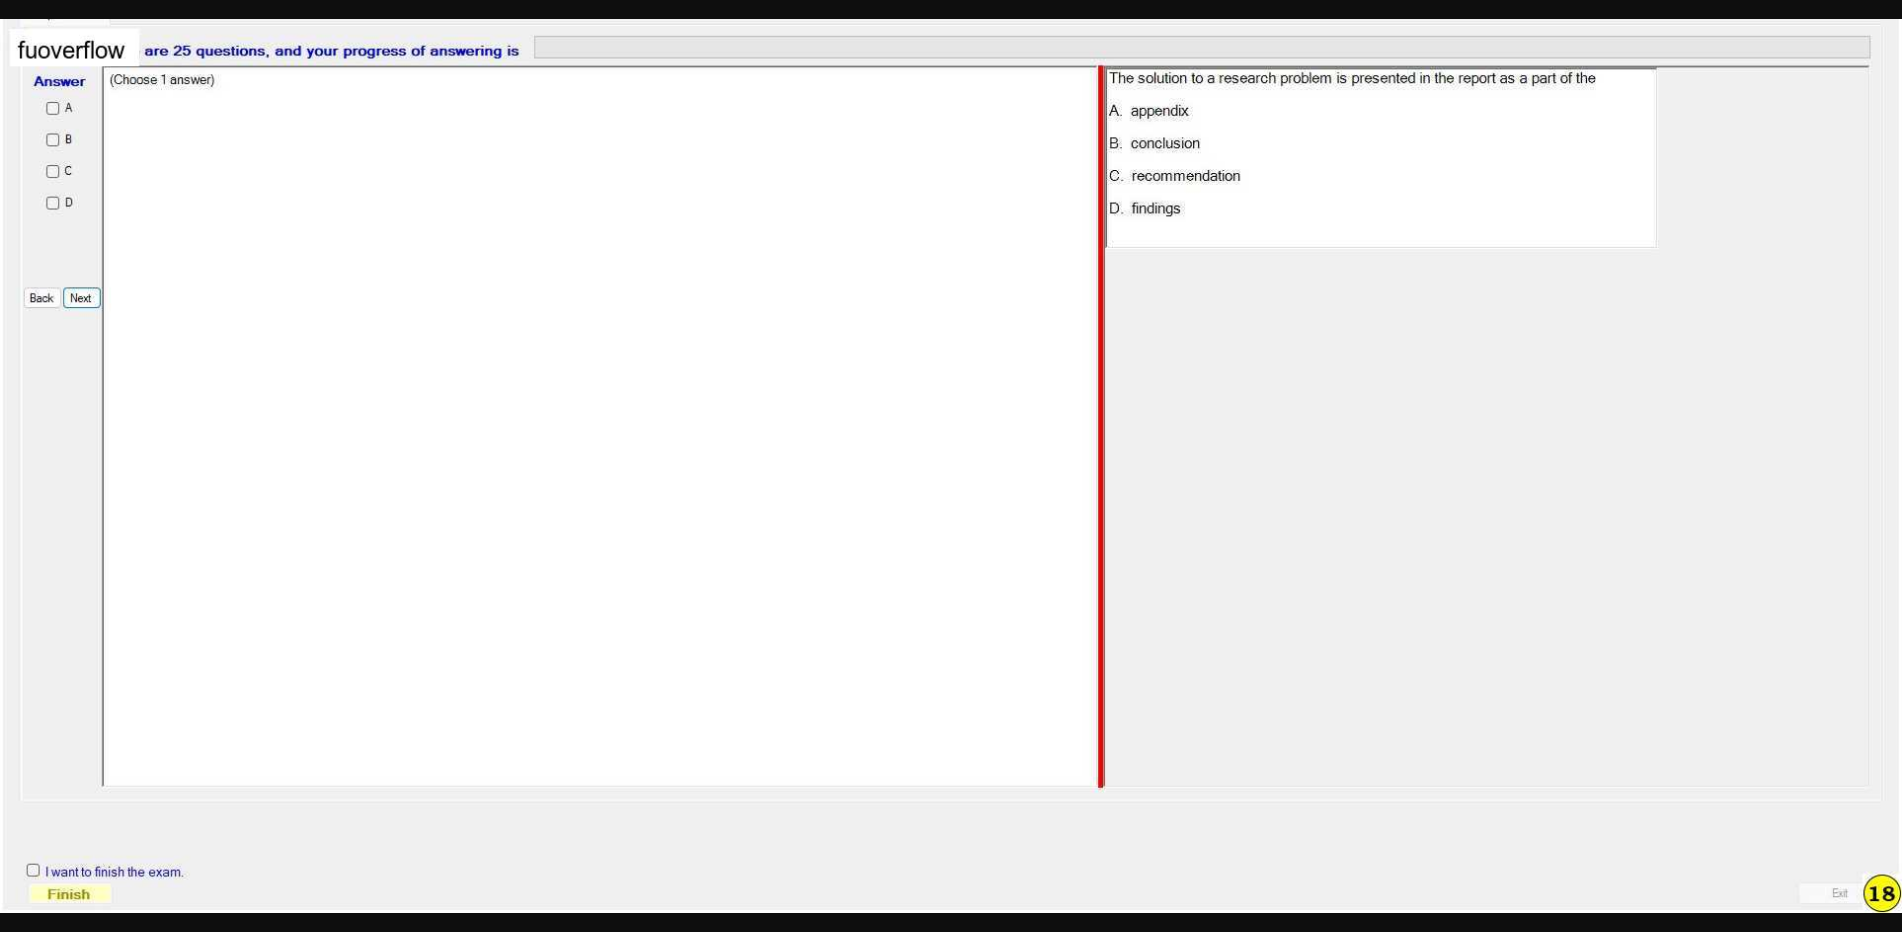 fuoverflow are 25 questions, and your progress of answering is
Answer
(Choose 1 answer)
A
B
C
D
Back Next
The solution to a research problem is presented in the report as a part of the
A. appendix
B. conclusion
C. recommendation
D. findings
I want to finish the exam.
Finish
Exit
18